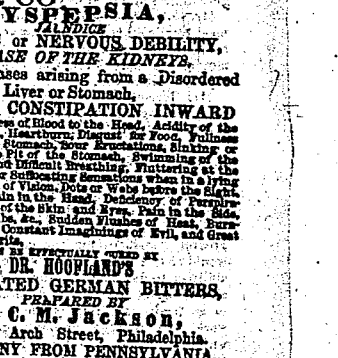 YSPEPSIA,
JAUNDICE
or NERVOUS DEBILITY,
ASE OF THE KIDNEYS,
ases arising from a Disordered
Liver or Stomach,
CONSTIPATION INWARD
ess of Blood to the Head, Acidity of the
Heartburn; Disgust for Food, Fullness
Stomach, Sour Eructations, Sinking or
Pit of the Stomach, Swimming of the
and Difficult Breathing, Fluttering at the
or Suffocating Sensations when in a lying
of Vision, Dots or Webs before the Sight,
ain in the Head, Deficiency of Perspira-
of the Skin and Eyes, Pain in the Side,
bs, &c., Sudden Flushes of Heat, Burn-
Constant Imaginings of Evil, and Great
rits,
BE EFFECTUALLY CURED BY
DR. HOOFLAND'S
ATED GERMAN BITTERS,
PREPARED BY
C. M. Jackson,
Arch Street, Philadelphia.
NY FROM PENNSYLVANIA